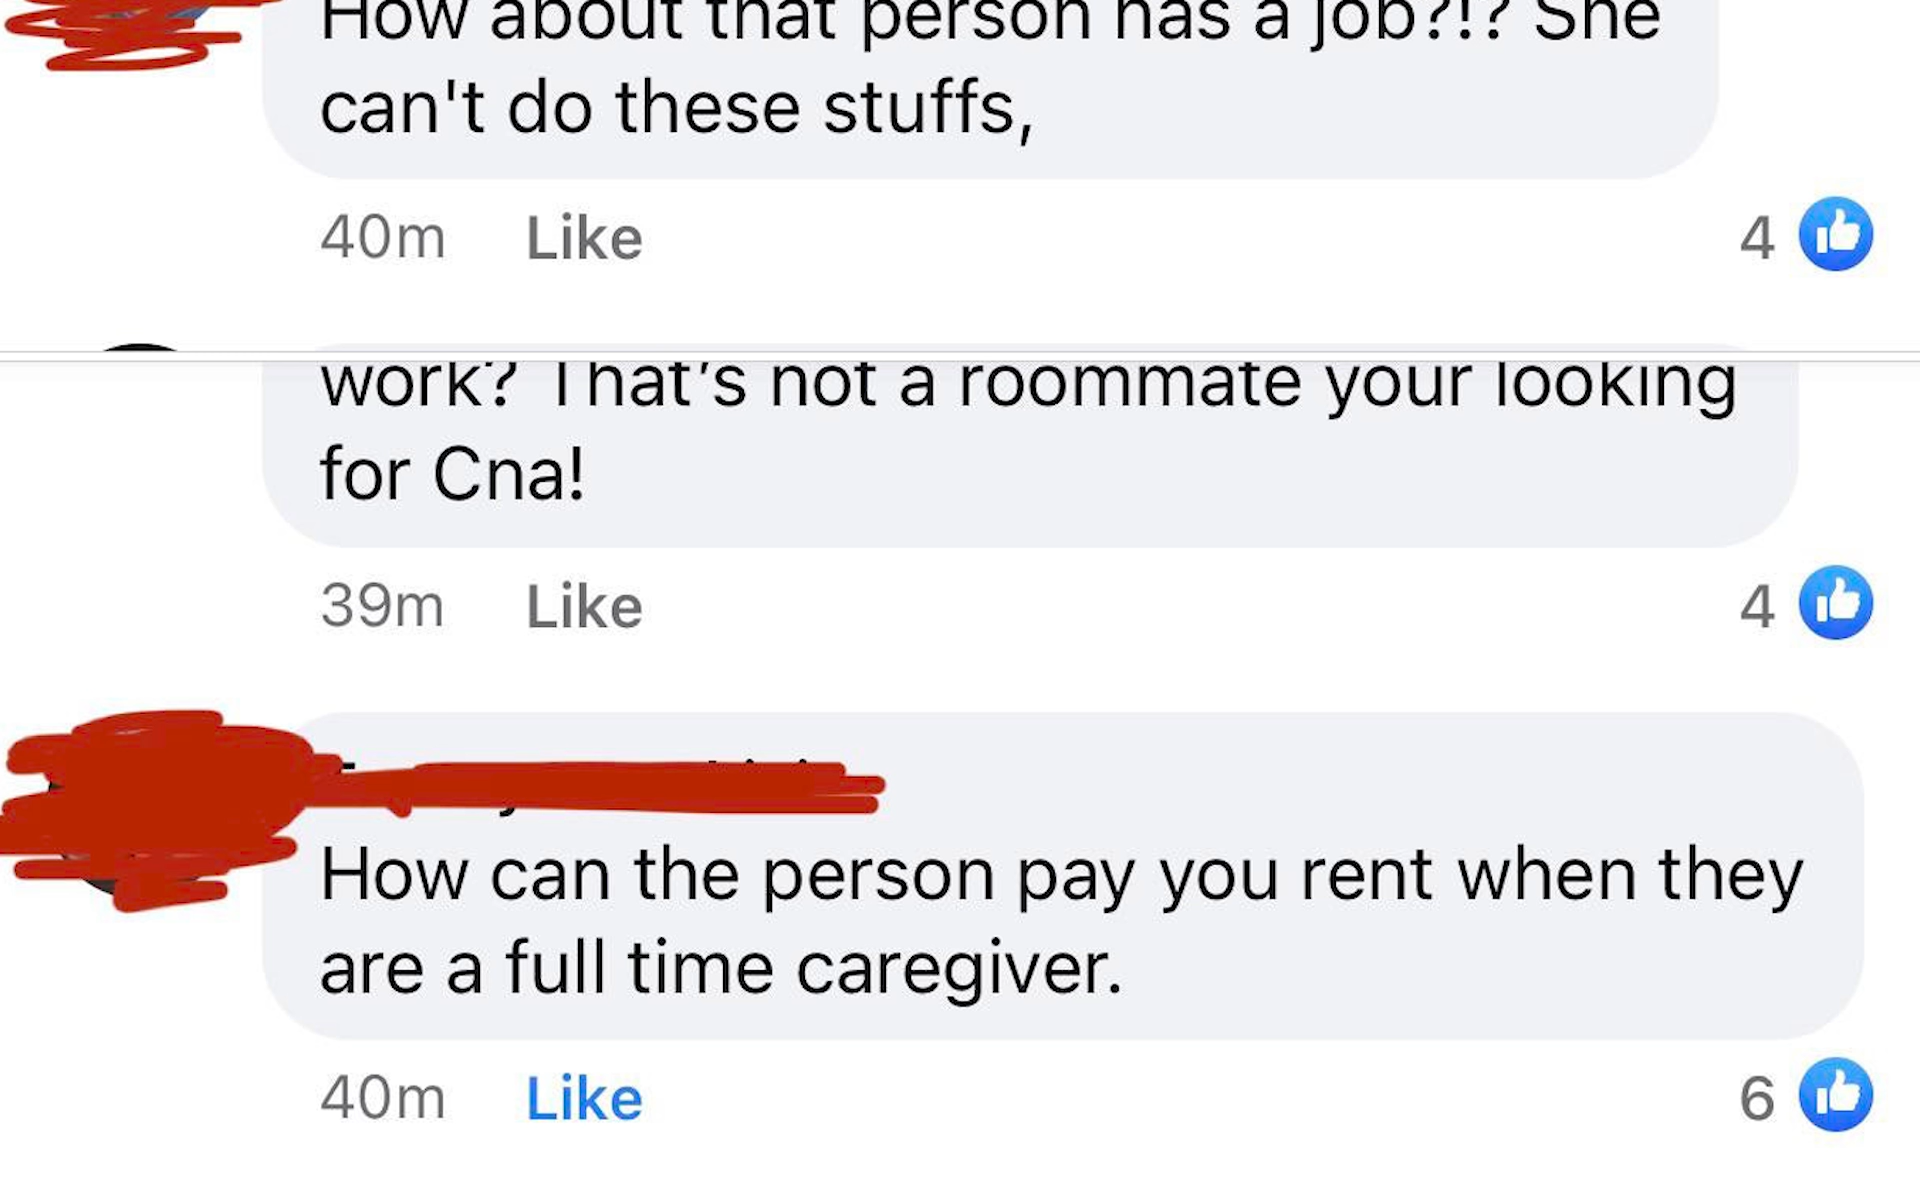 How about that person has a job?!? She
can't do these stuffs,
40m Like 4
work? That's not a roommate your looking
for Cna!
39m Like 4
How can the person pay you rent when they
are a full time caregiver.
40m Like 6